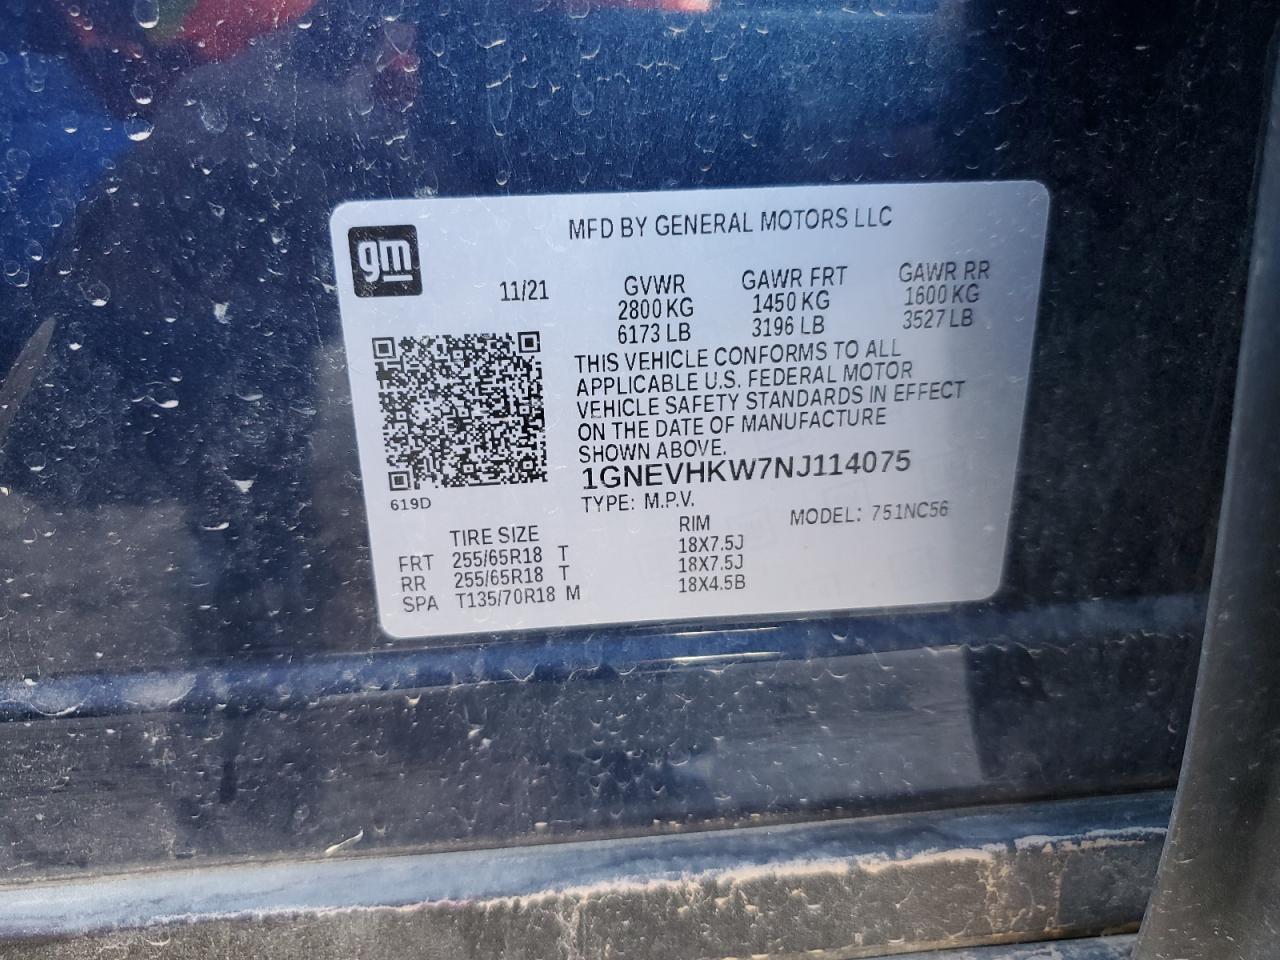 gm
MFD BY GENERAL MOTORS LLC
11/21 GVWR GAWR FRT GAWR RR
2800 KG 1450 KG 1600 KG
6173 LB 3196 LB 3527 LB
THIS VEHICLE CONFORMS TO ALL
APPLICABLE U.S. FEDERAL MOTOR
VEHICLE SAFETY STANDARDS IN EFFECT
ON THE DATE OF MANUFACTURE
SHOWN ABOVE.
1GNEVHKW7NJ114075
619D
TYPE: M.P.V. MODEL: 751NC56
TIRE SIZE RIM
FRT 255/65R18 T 18X7.5J
RR 255/65R18 T 18X7.5J
SPA T135/70R18 M 18X4.5B